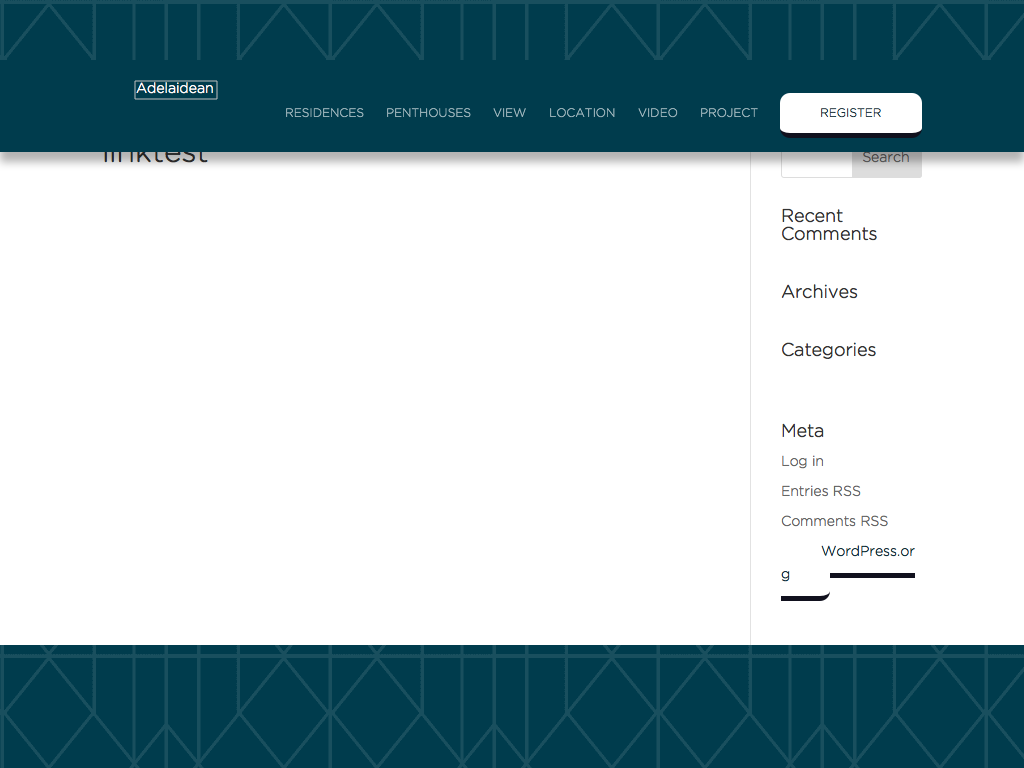 Adelaidean
RESIDENCES PENTHOUSES VIEW LOCATION VIDEO PROJECT REGISTER
linktest
Search
Recent
Comments
Archives
Categories
Meta
Log in
Entries RSS
Comments RSS
WordPress.or
g